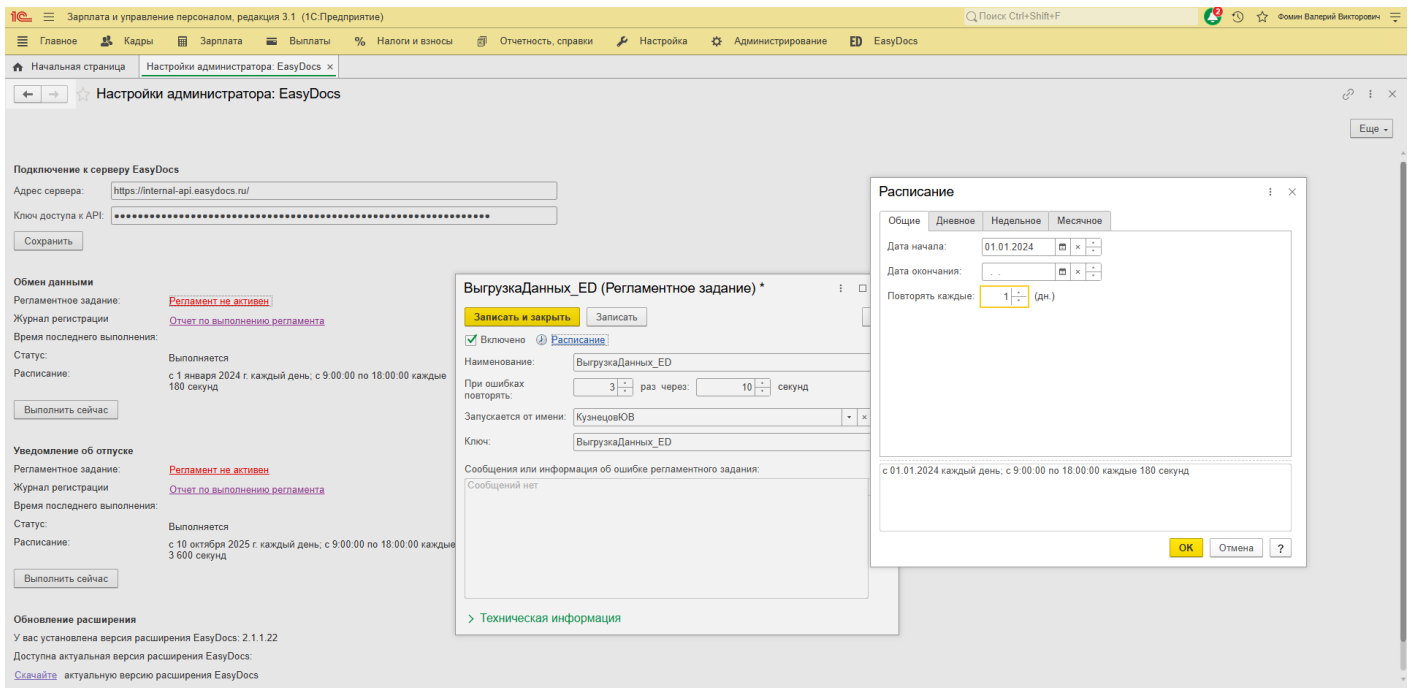 Зарплата и управление персоналом, редакция 3.1 (1С:Предприятие)
Поиск Ctrl+Shift+F
2
Фомин Валерий Викторович
Главное
Кадры
Зарплата
Выплаты
% Налоги и взносы
Отчетность, справки
Настройка
Администрирование
ED EasyDocs
Начальная страница
Настройки администратора: EasyDocs ×
Настройки администратора: EasyDocs
Еще
Подключение к серверу EasyDocs
Адрес сервера: https://internal-api.easydocs.ru/
Ключ доступа к API:
Сохранить
Обмен данными
Регламентное задание: Регламент не активен
Журнал регистрации Отчет по выполнению регламента
Время последнего выполнения:
Статус: Выполняется
Расписание: с 1 января 2024 г. каждый день; с 9:00:00 по 18:00:00 каждые
180 секунд
Выполнить сейчас
Уведомление об отпуске
Регламентное задание: Регламент не активен
Журнал регистрации Отчет по выполнению регламента
Время последнего выполнения:
Статус: Выполняется
Расписание: с 10 октября 2025 г. каждый день; с 9:00:00 по 18:00:00 каждые
3 600 секунд
Выполнить сейчас
Обновление расширения
У вас установлена версия расширения EasyDocs: 2.1.1.22
Доступна актуальная версия расширения EasyDocs:
Скачайте актуальную версию расширения EasyDocs
ВыгрузкаДанных_ED (Регламентное задание) *
Записать и закрыть
Записать
Включено
Расписание
Наименование: ВыгрузкаДанных_ED
При ошибках
повторять: 3 раз через: 10 секунд
Запускается от имени: КузнецовЮВ
Ключ: ВыгрузкаДанных_ED
Сообщения или информация об ошибке регламентного задания:
Сообщений нет
Техническая информация
Расписание
Общие
Дневное
Недельное
Месячное
Дата начала: 01.01.2024
Дата окончания: . .
Повторять каждые: 1 (дн.)
с 01.01.2024 каждый день; с 9:00:00 по 18:00:00 каждые 180 секунд
ОК
Отмена
?